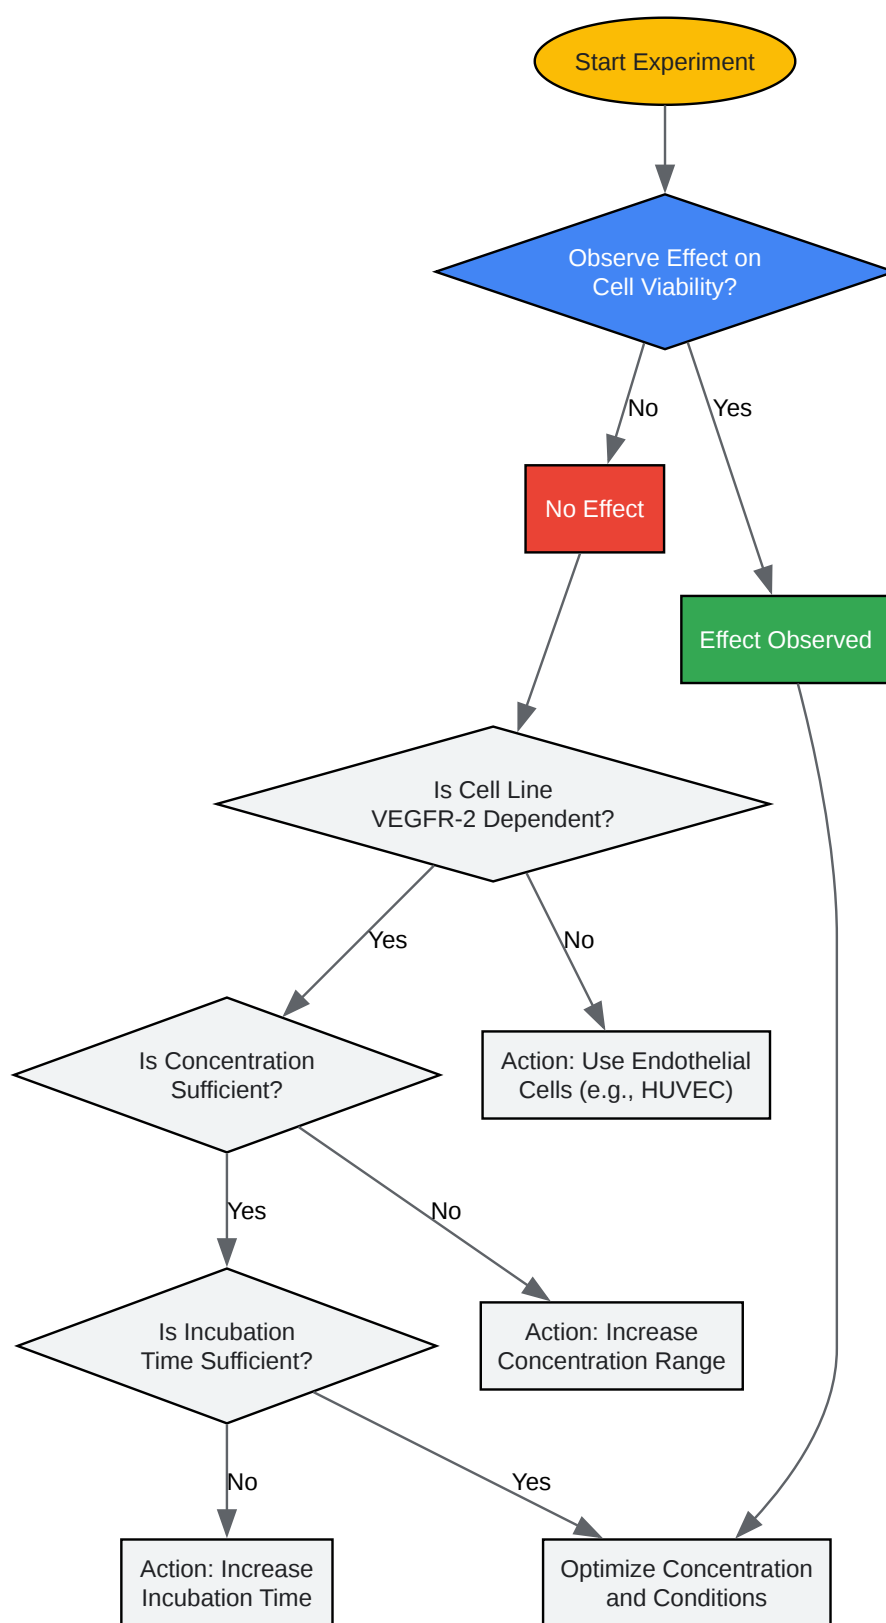 Start Experiment
Observe Effect on
Cell Viability?
No
Yes
No Effect
Effect Observed
Is Cell Line
VEGFR-2 Dependent?
Yes
No
Is Concentration
Sufficient?
Action: Use Endothelial
Cells (e.g., HUVEC)
Yes
No
Is Incubation
Time Sufficient?
Action: Increase
Concentration Range
No
Yes
Action: Increase
Incubation Time
Optimize Concentration
and Conditions